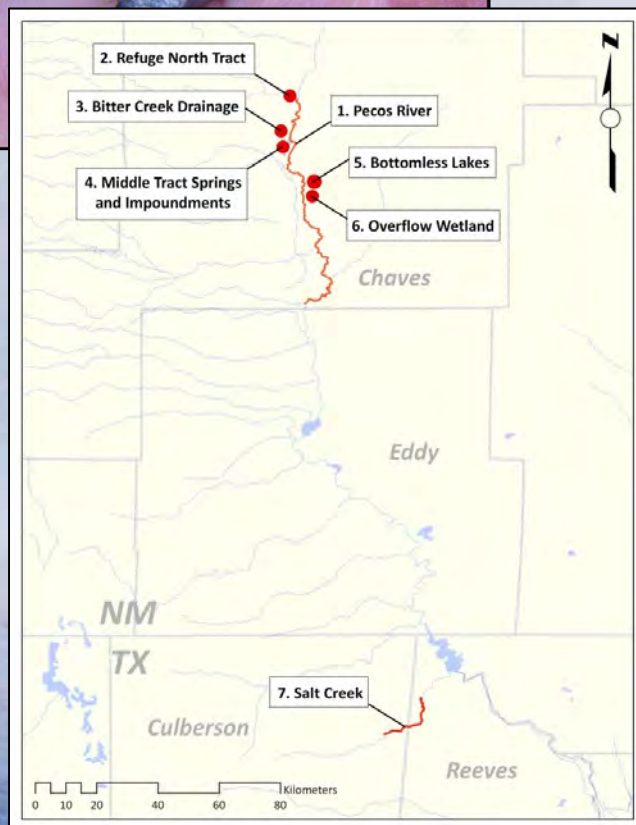 2. Refuge North Tract
3. Bitter Creek Drainage
1. Pecos River
4. Middle Tract Springs
and Impoundments
5. Bottomless Lakes
6. Overflow Wetland
Chaves
Eddy
NM
TX
7. Salt Creek
Culberson
Reeves
Kilometers
0 5 10 20 40 60 80
N